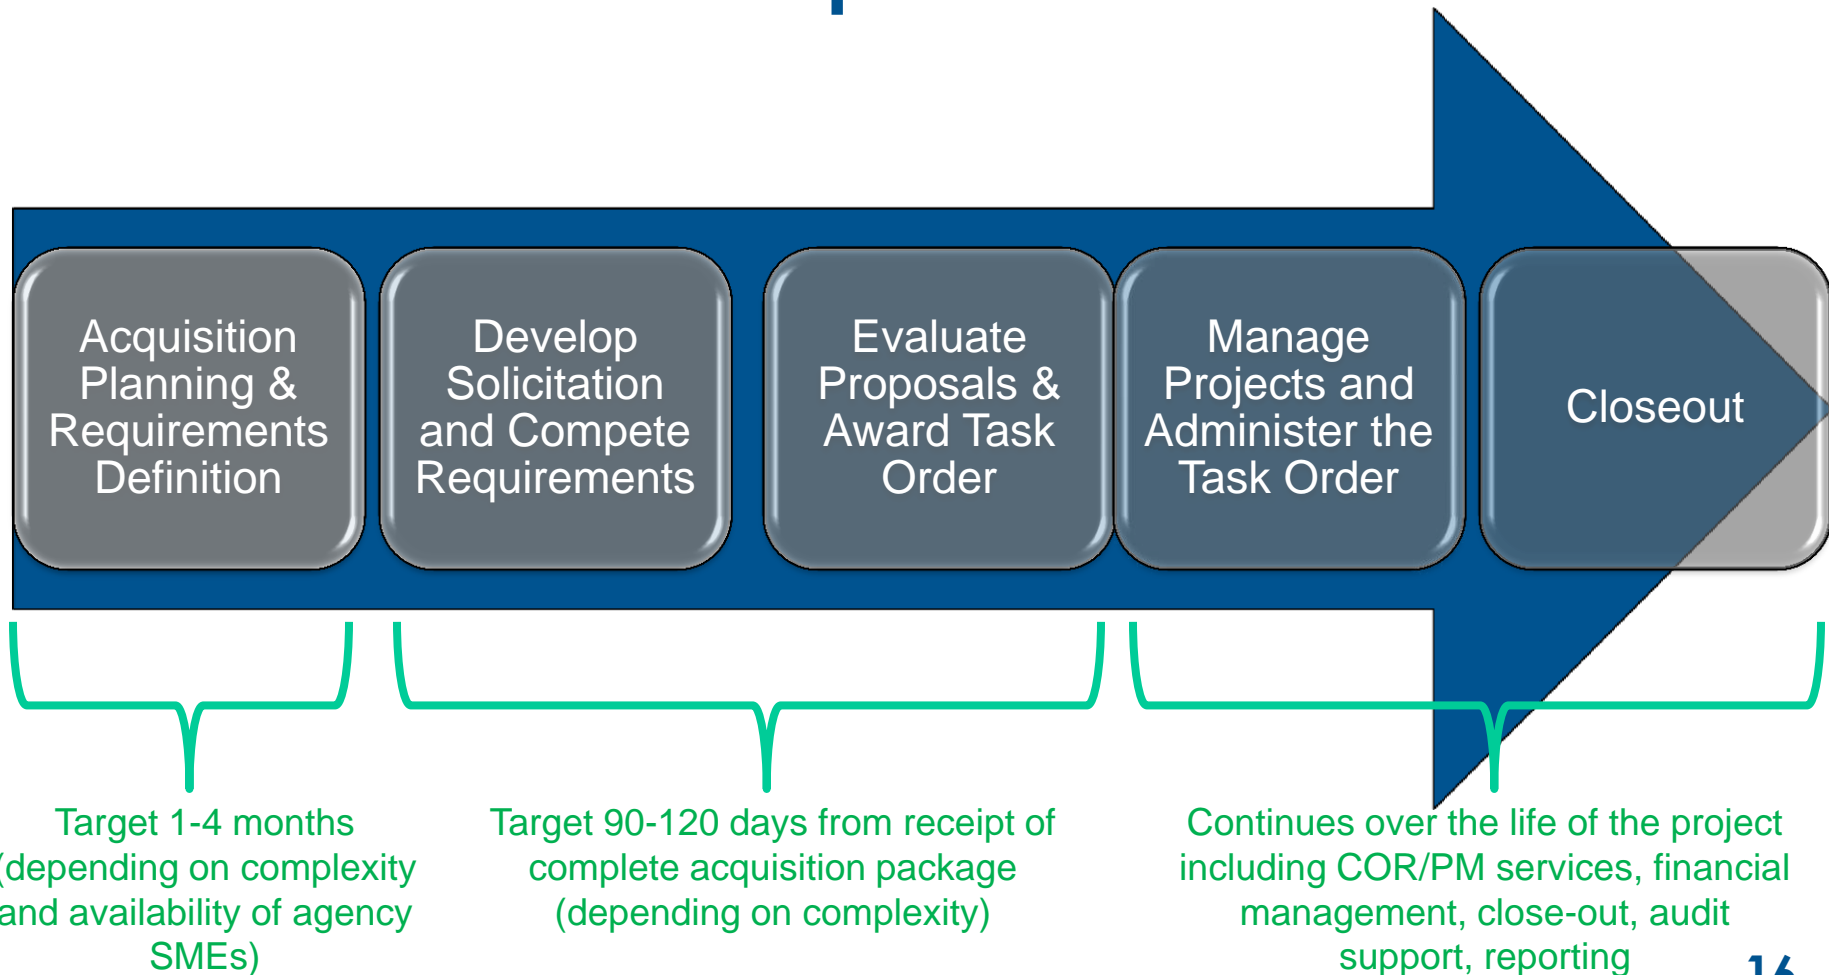 Acquisition
Planning &
Requirements
Definition
Develop
Solicitation
and Compete
Requirements
Evaluate
Proposals &
Award Task
Order
Manage
Projects and
Administer the
Task Order
Closeout
Target 1-4 months
(depending on complexity
and availability of agency
SMEs)
Target 90-120 days from receipt of
complete acquisition package
(depending on complexity)
Continues over the life of the project
including COR/PM services, financial
management, close-out, audit
support, reporting
16